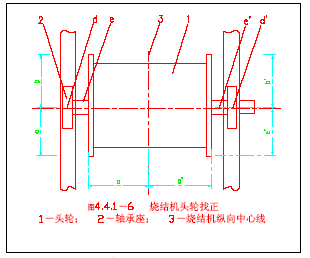 2 d e 3 1 e' d'
b b'
a a'
c c'
图4.4.1—6 烧结机头轮找正
1—头轮； 2—轴承座； 3—烧结机纵向中心线